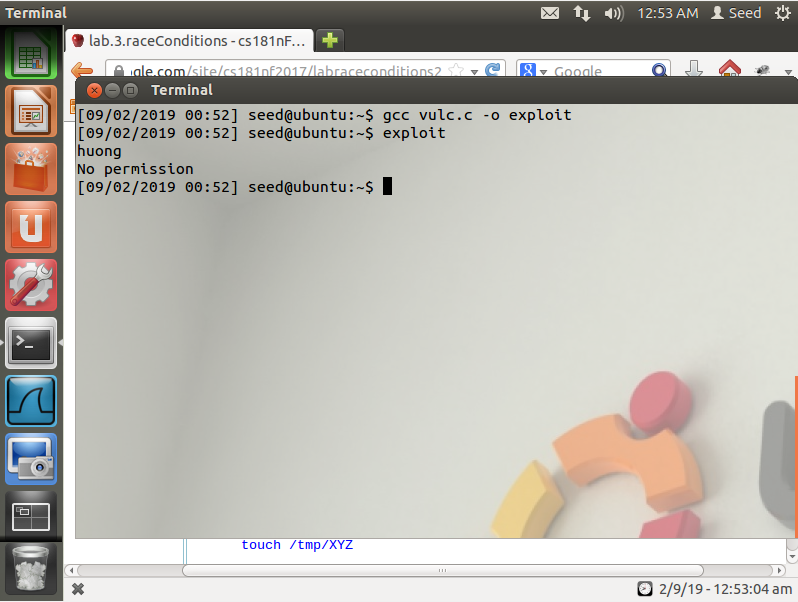 Terminal
12:53 AM
Seed
lab.3.raceConditions - cs181nF...
gle.com/site/cs181nf2017/labraceconditions2
Google
Terminal
[09/02/2019 00:52] seed@ubuntu:~$ gcc vulc.c -o exploit
[09/02/2019 00:52] seed@ubuntu:~$ exploit
huong
No permission
[09/02/2019 00:52] seed@ubuntu:~$
touch /tmp/XYZ
2/9/19 - 12:53:04 am